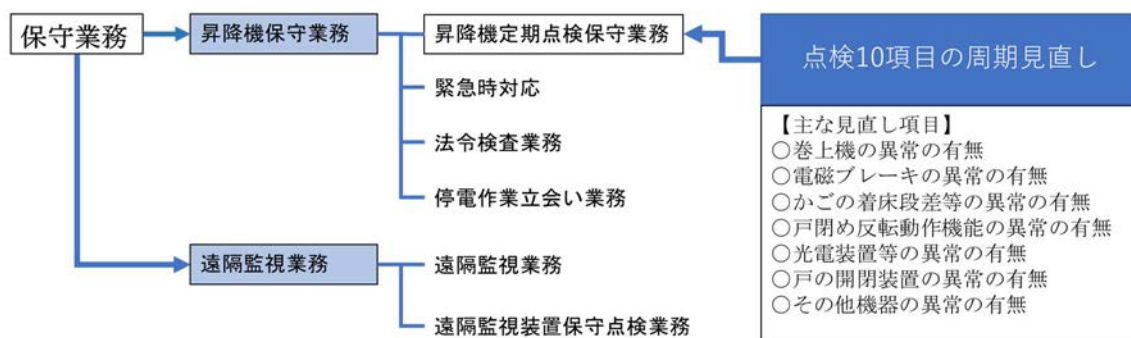 保守業務
昇降機保守業務
昇降機定期点検保守業務
緊急時対応
法令検査業務
停電作業立会い業務
遠隔監視業務
遠隔監視業務
遠隔監視装置保守点検業務
点検10項目の周期見直し
【主な見直し項目】
○巻上機の異常の有無
○電磁ブレーキの異常の有無
○かごの着床段差等の異常の有無
○戸閉め反転動作機能の異常の有無
○光電装置等の異常の有無
○戸の開閉装置の異常の有無
○その他機器の異常の有無